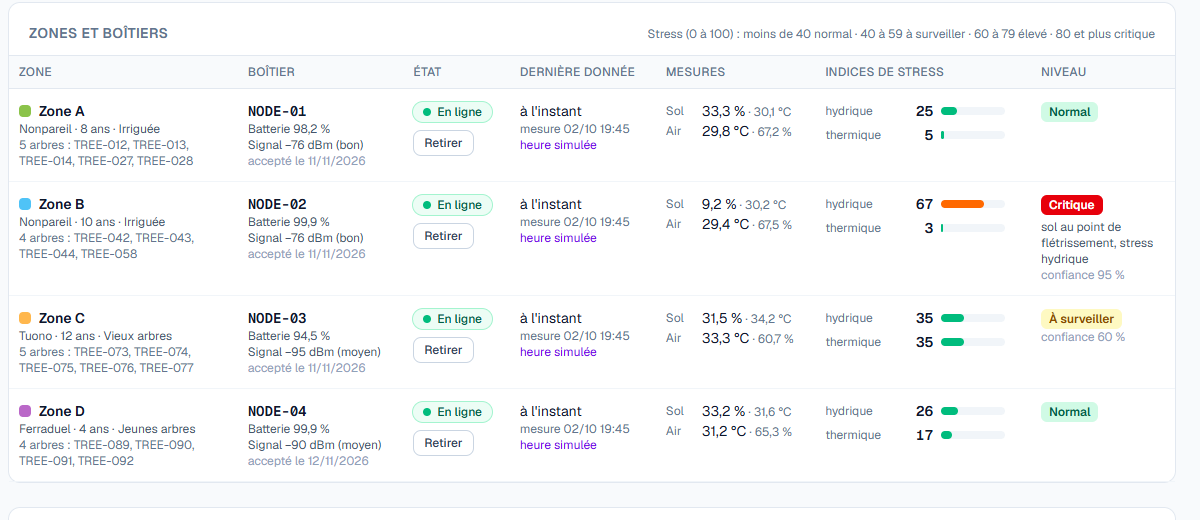 ZONES ET BOÎTIERS
Stress (0 à 100) : moins de 40 normal · 40 à 59 à surveiller · 60 à 79 élevé · 80 et plus critique
ZONE BOÎTIER ÉTAT DERNIÈRE DONNÉE MESURES INDICES DE STRESS NIVEAU
Zone A
Nonpareil · 8 ans · Irriguée
5 arbres : TREE-012, TREE-013,
TREE-014, TREE-027, TREE-028
NODE-01
Batterie 98,2 %
Signal −76 dBm (bon)
accepté le 11/11/2026
En ligne
Retirer
à l'instant
mesure 02/10 19:45
heure simulée
Sol 33,3 % · 30,1 °C
Air 29,8 °C · 67,2 %
hydrique 25
thermique 5
Normal
Zone B
Nonpareil · 10 ans · Irriguée
4 arbres : TREE-042, TREE-043,
TREE-044, TREE-058
NODE-02
Batterie 99,9 %
Signal −76 dBm (bon)
accepté le 11/11/2026
En ligne
Retirer
à l'instant
mesure 02/10 19:45
heure simulée
Sol 9,2 % · 30,2 °C
Air 29,4 °C · 67,5 %
hydrique 67
thermique 3
Critique
sol au point de
flétrissement, stress
hydrique
confiance 95 %
Zone C
Tuono · 12 ans · Vieux arbres
5 arbres : TREE-073, TREE-074,
TREE-075, TREE-076, TREE-077
NODE-03
Batterie 94,5 %
Signal −95 dBm (moyen)
accepté le 11/11/2026
En ligne
Retirer
à l'instant
mesure 02/10 19:45
heure simulée
Sol 31,5 % · 34,2 °C
Air 33,3 °C · 60,7 %
hydrique 35
thermique 35
À surveiller
confiance 60 %
Zone D
Ferraduel · 4 ans · Jeunes arbres
4 arbres : TREE-089, TREE-090,
TREE-091, TREE-092
NODE-04
Batterie 99,9 %
Signal −90 dBm (moyen)
accepté le 12/11/2026
En ligne
Retirer
à l'instant
mesure 02/10 19:45
heure simulée
Sol 33,2 % · 31,6 °C
Air 31,2 °C · 65,3 %
hydrique 26
thermique 17
Normal